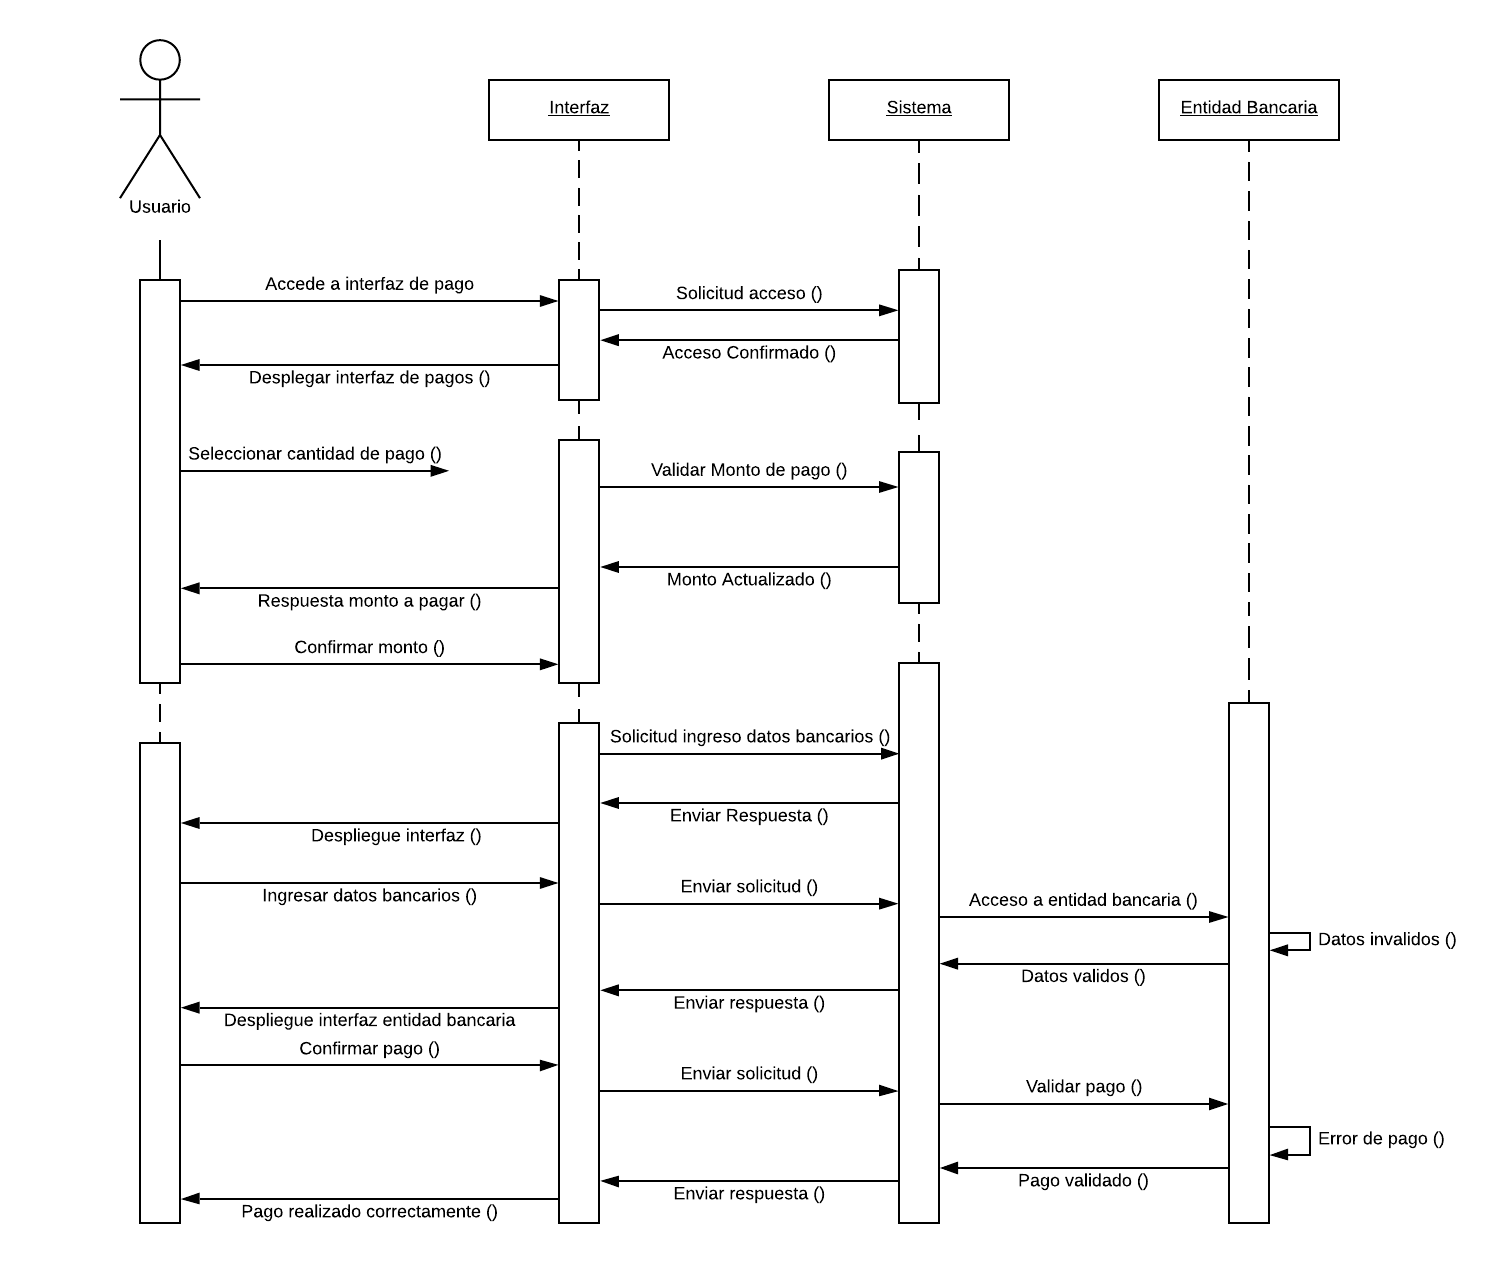 Interfaz
Sistema
Entidad Bancaria
Usuario
Accede a interfaz de pago
Solicitud acceso ()
Acceso Confirmado ()
Desplegar interfaz de pagos ()
Seleccionar cantidad de pago ()
Validar Monto de pago ()
Monto Actualizado ()
Respuesta monto a pagar ()
Confirmar monto ()
Solicitud ingreso datos bancarios ()
Enviar Respuesta ()
Despliegue interfaz ()
Ingresar datos bancarios ()
Enviar solicitud ()
Acceso a entidad bancaria ()
Datos invalidos ()
Datos validos ()
Enviar respuesta ()
Despliegue interfaz entidad bancaria
Confirmar pago ()
Enviar solicitud ()
Validar pago ()
Error de pago ()
Pago validado ()
Enviar respuesta ()
Pago realizado correctamente ()